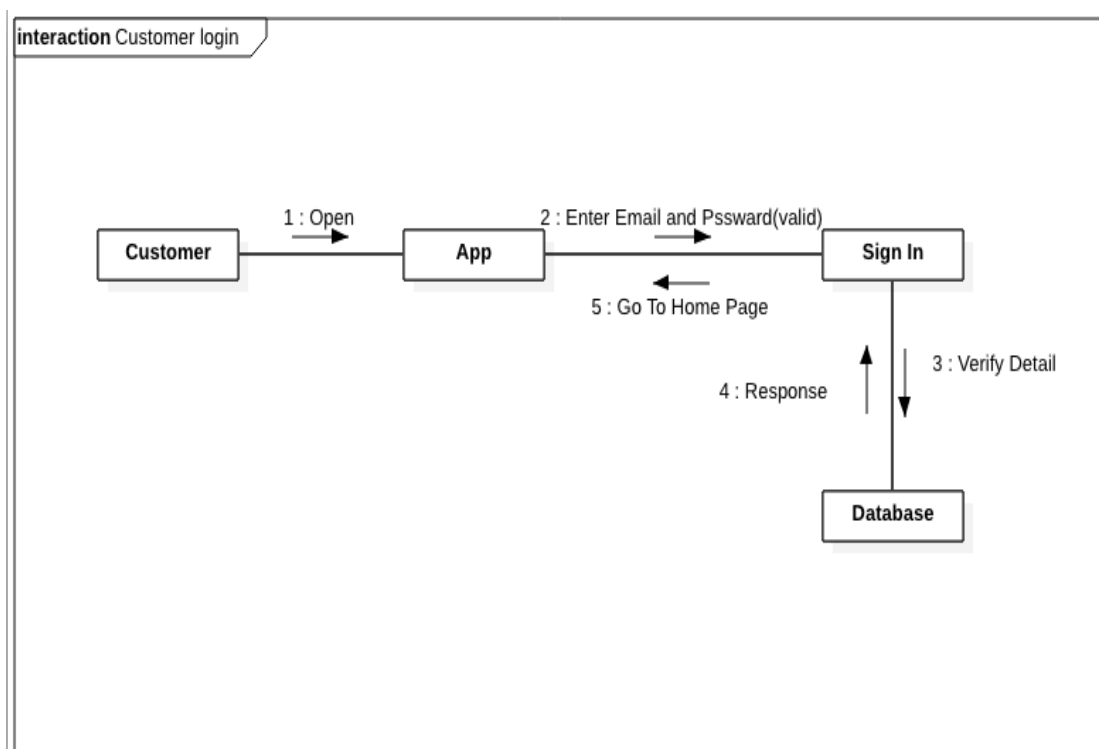 interaction Customer login
1 : Open
2 : Enter Email and Pssward(valid)
Customer
App
Sign In
5 : Go To Home Page
3 : Verify Detail
4 : Response
Database